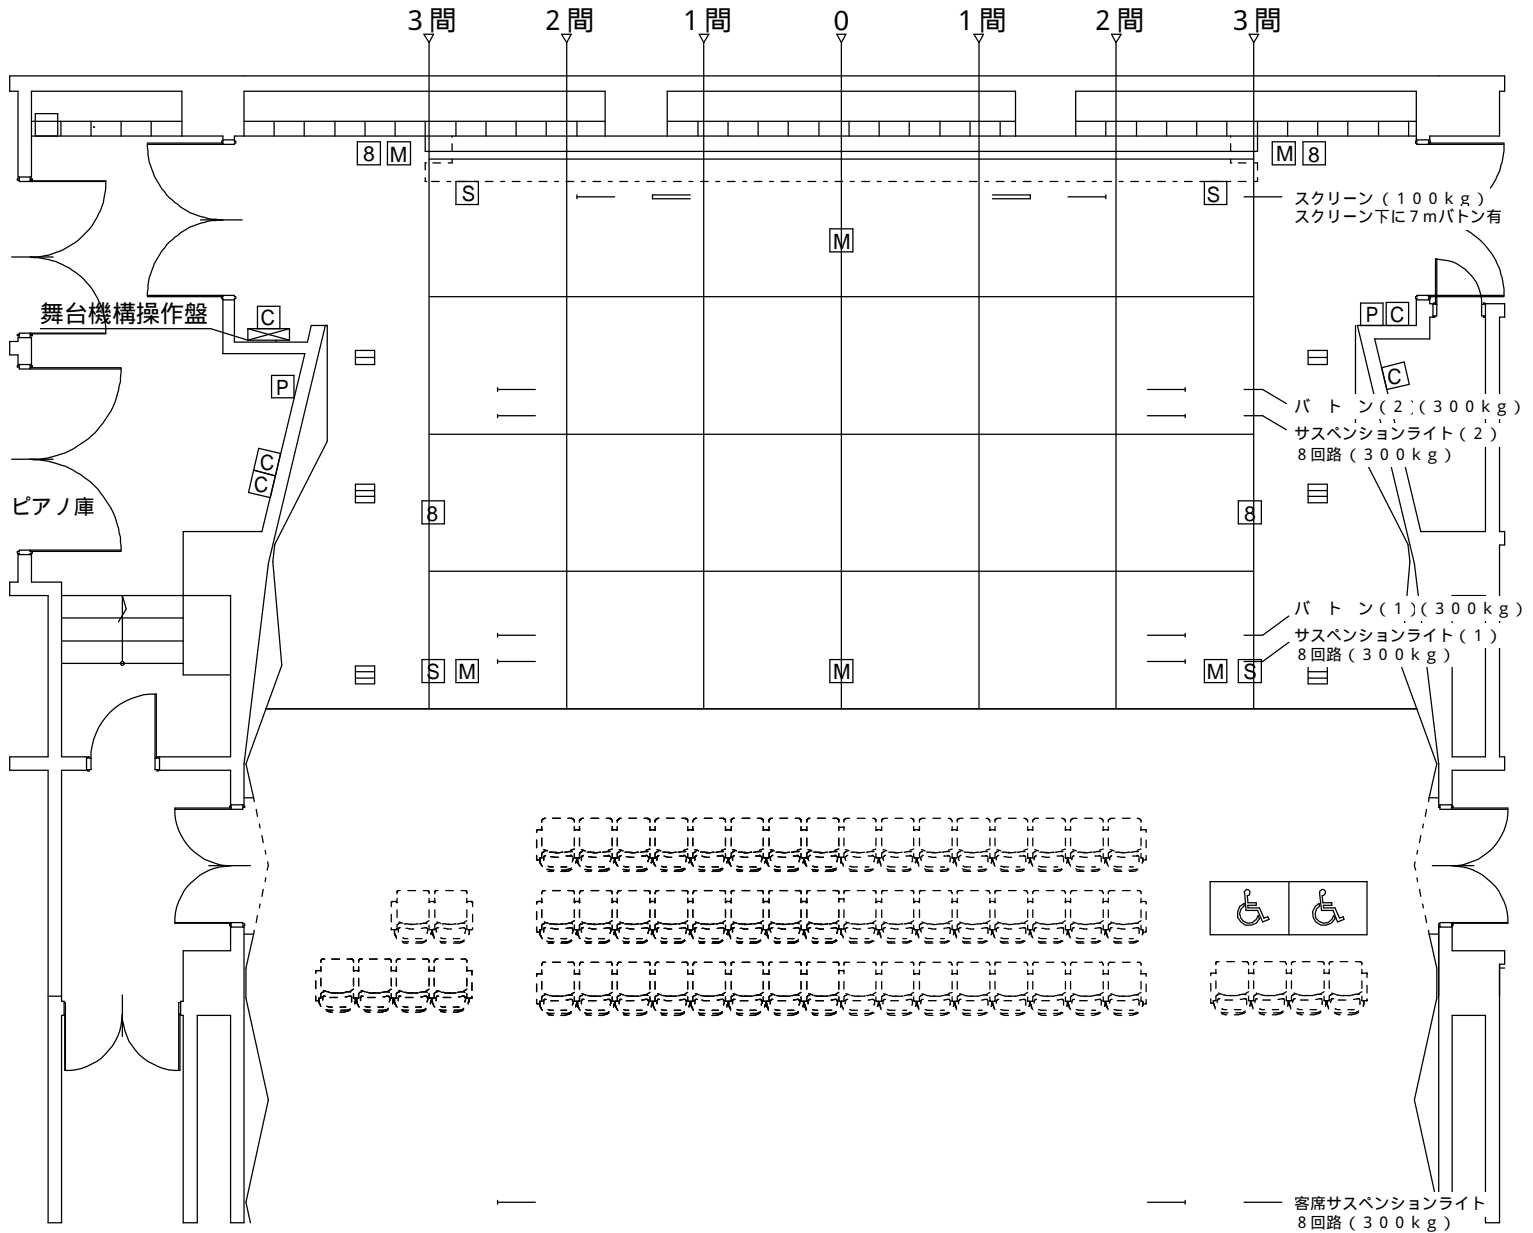 3間 2間 1間 0 1間 2間 3間
8 M M 8
S S
スクリーン(100kg)
スクリーン下に7mバトン有
M
舞台機構操作盤 C P C
P C
バ ト ン(2)(300kg)
サスペンションライト(2)
8回路(300kg)
C
C
ピアノ庫
8 8
バ ト ン(1)(300kg)
サスペンションライト(1)
8回路(300kg)
S M M M S
客席サスペンションライト
8回路(300kg)